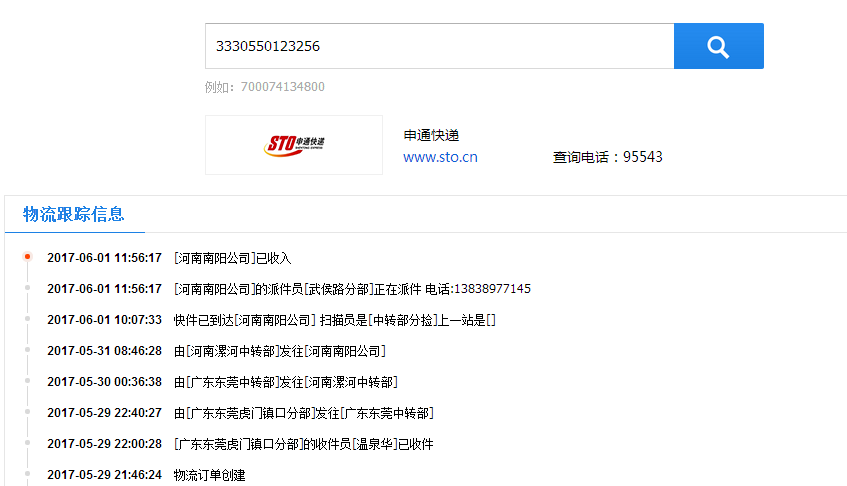 3330550123256
例如：700074134800
STO申通快递
申通快递
www.sto.cn
查询电话：95543
物流跟踪信息
2017-06-01 11:56:17 [河南南阳公司]已收入
2017-06-01 11:56:17 [河南南阳公司]的派件员[武侯路分部]正在派件 电话:13838977145
2017-06-01 10:07:33 快件已到达[河南南阳公司] 扫描员是[中转部分捡]上一站是[]
2017-05-31 08:46:28 由[河南漯河中转部]发往[河南南阳公司]
2017-05-30 00:36:38 由[广东东莞中转部]发往[河南漯河中转部]
2017-05-29 22:40:27 由[广东东莞虎门镇口分部]发往[广东东莞中转部]
2017-05-29 22:00:28 [广东东莞虎门镇口分部]的收件员[温泉华]已收件
2017-05-29 21:46:24 物流订单创建